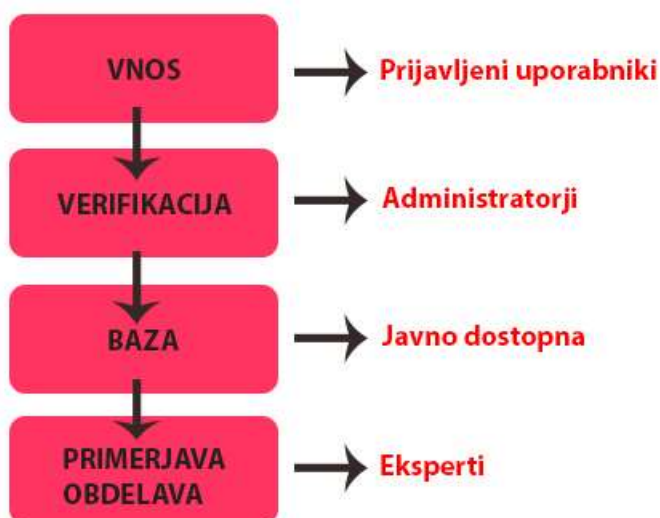 VNOS
Prijavljeni uporabniki
VERIFIKACIJA
Administratorji
BAZA
Javno dostopna
PRIMERJAVA
OBDELAVA
Eksperti